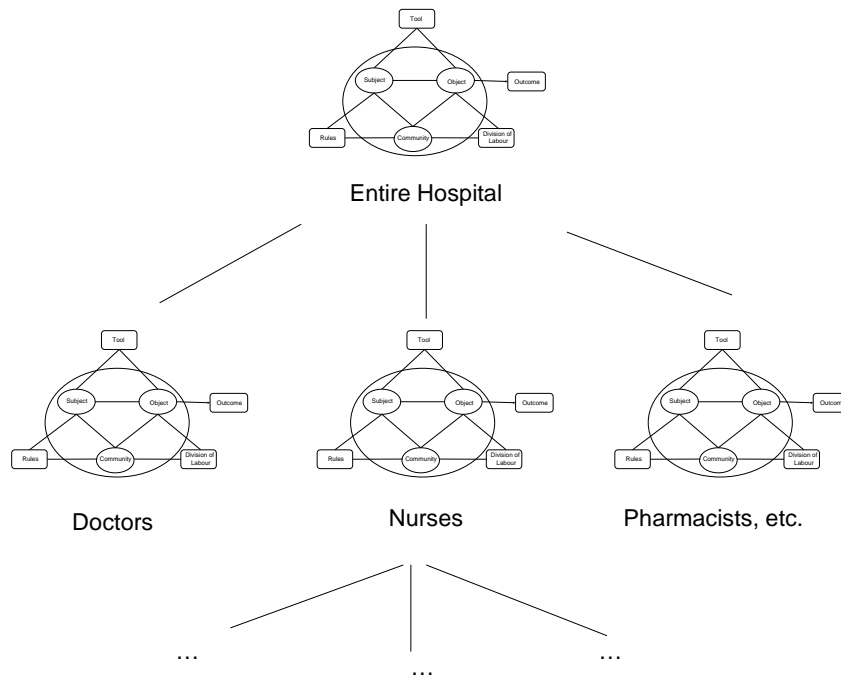 Tool
Subject
Object
Outcome
Rules
Community
Division of
Labour
Entire Hospital
Tool
Subject
Object
Outcome
Rules
Community
Division of
Labour
Doctors
Tool
Subject
Object
Outcome
Rules
Community
Division of
Labour
Nurses
Tool
Subject
Object
Outcome
Rules
Community
Division of
Labour
Pharmacists, etc.
...
...
...